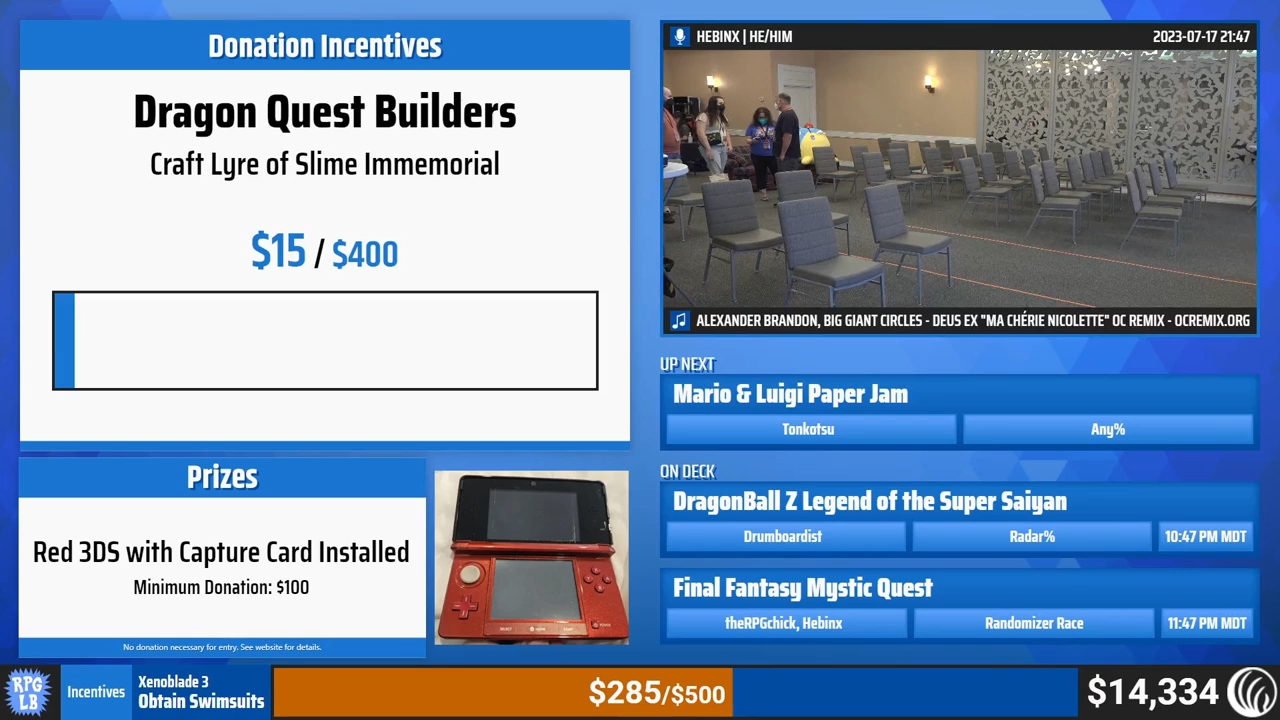 Donation Incentives
Dragon Quest Builders
Craft Lyre of Slime Immemorial
$15 / $400
HEBINX | HE/HIM
2023-07-17 21:47
ALEXANDER BRANDON, BIG GIANT CIRCLES - DEUS EX "MA CHÉRIE NICOLETTE" OC REMIX - OCREMIX.ORG
UP NEXT
Mario & Luigi Paper Jam
Tonkotsu
Any%
ON DECK
DragonBall Z Legend of the Super Saiyan
Drumboardist
Radar%
10:47 PM MDT
Final Fantasy Mystic Quest
theRPGchick, Hebinx
Randomizer Race
11:47 PM MDT
Prizes
Red 3DS with Capture Card Installed
Minimum Donation: $100
No donation necessary for entry. See website for details.
RPG
LB
Incentives
Xenoblade 3
Obtain Swimsuits
$285/$500
$14,334